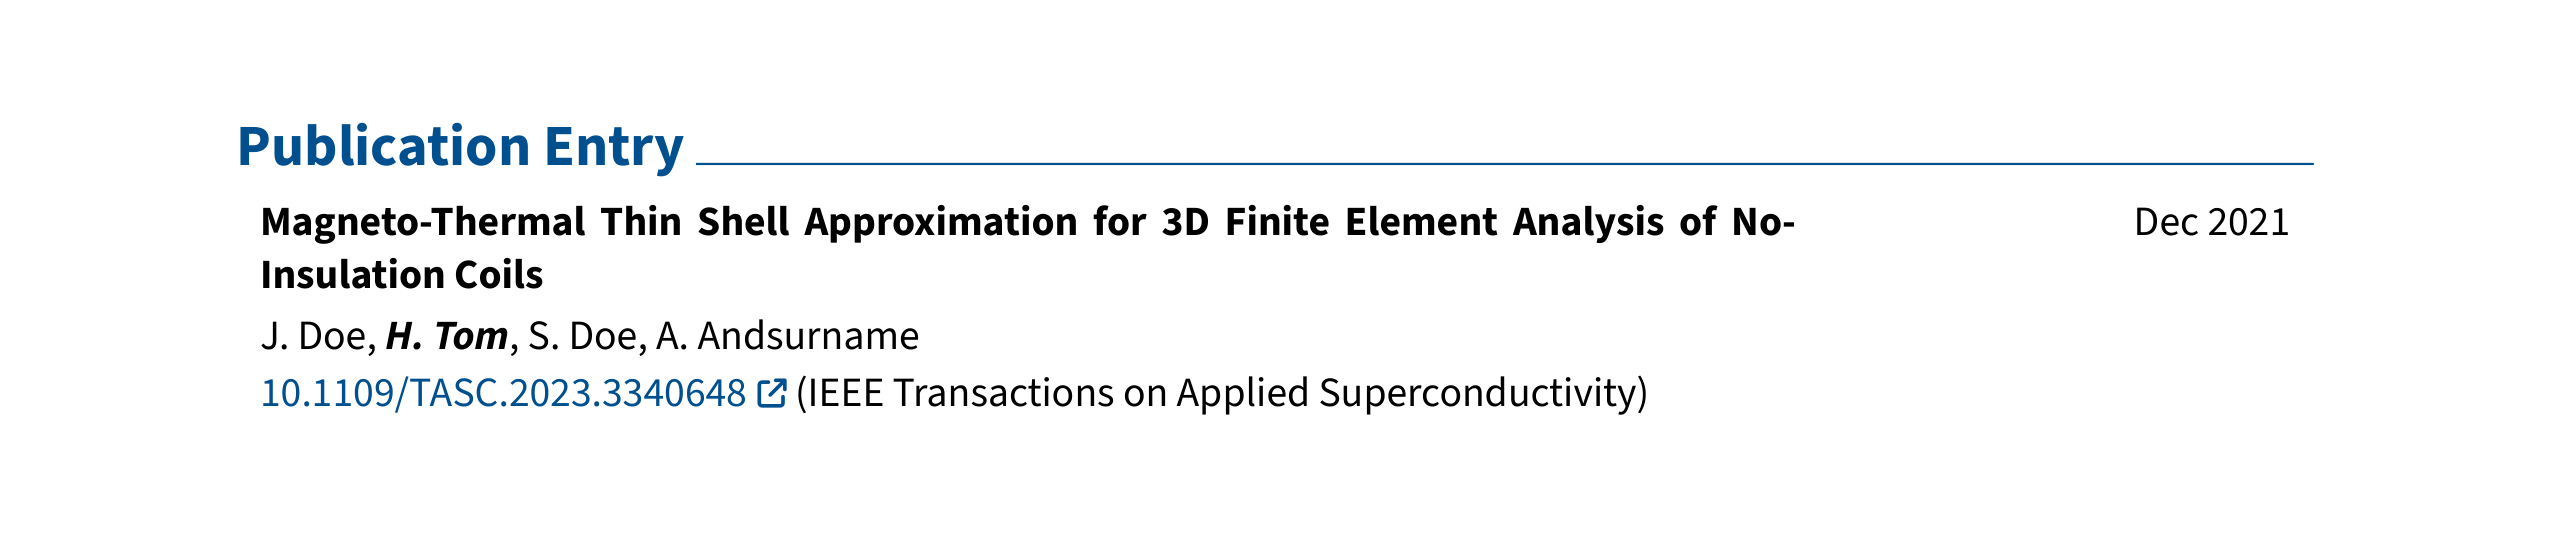 Publication Entry
Magneto-Thermal Thin Shell Approximation for 3D Finite Element Analysis of No- Dec 2021
Insulation Coils
J. Doe, H. Tom, S. Doe, A. Andsurname
10.1109/TASC.2023.3340648 (IEEE Transactions on Applied Superconductivity)